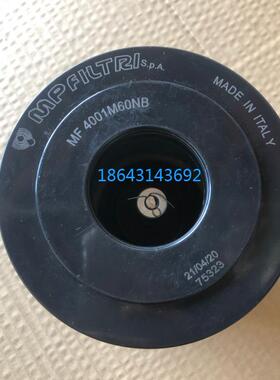 MPFILTRI S.p.A.
MADE IN ITALY
MF 4001M60NB
18643143692
21/04/20
75323